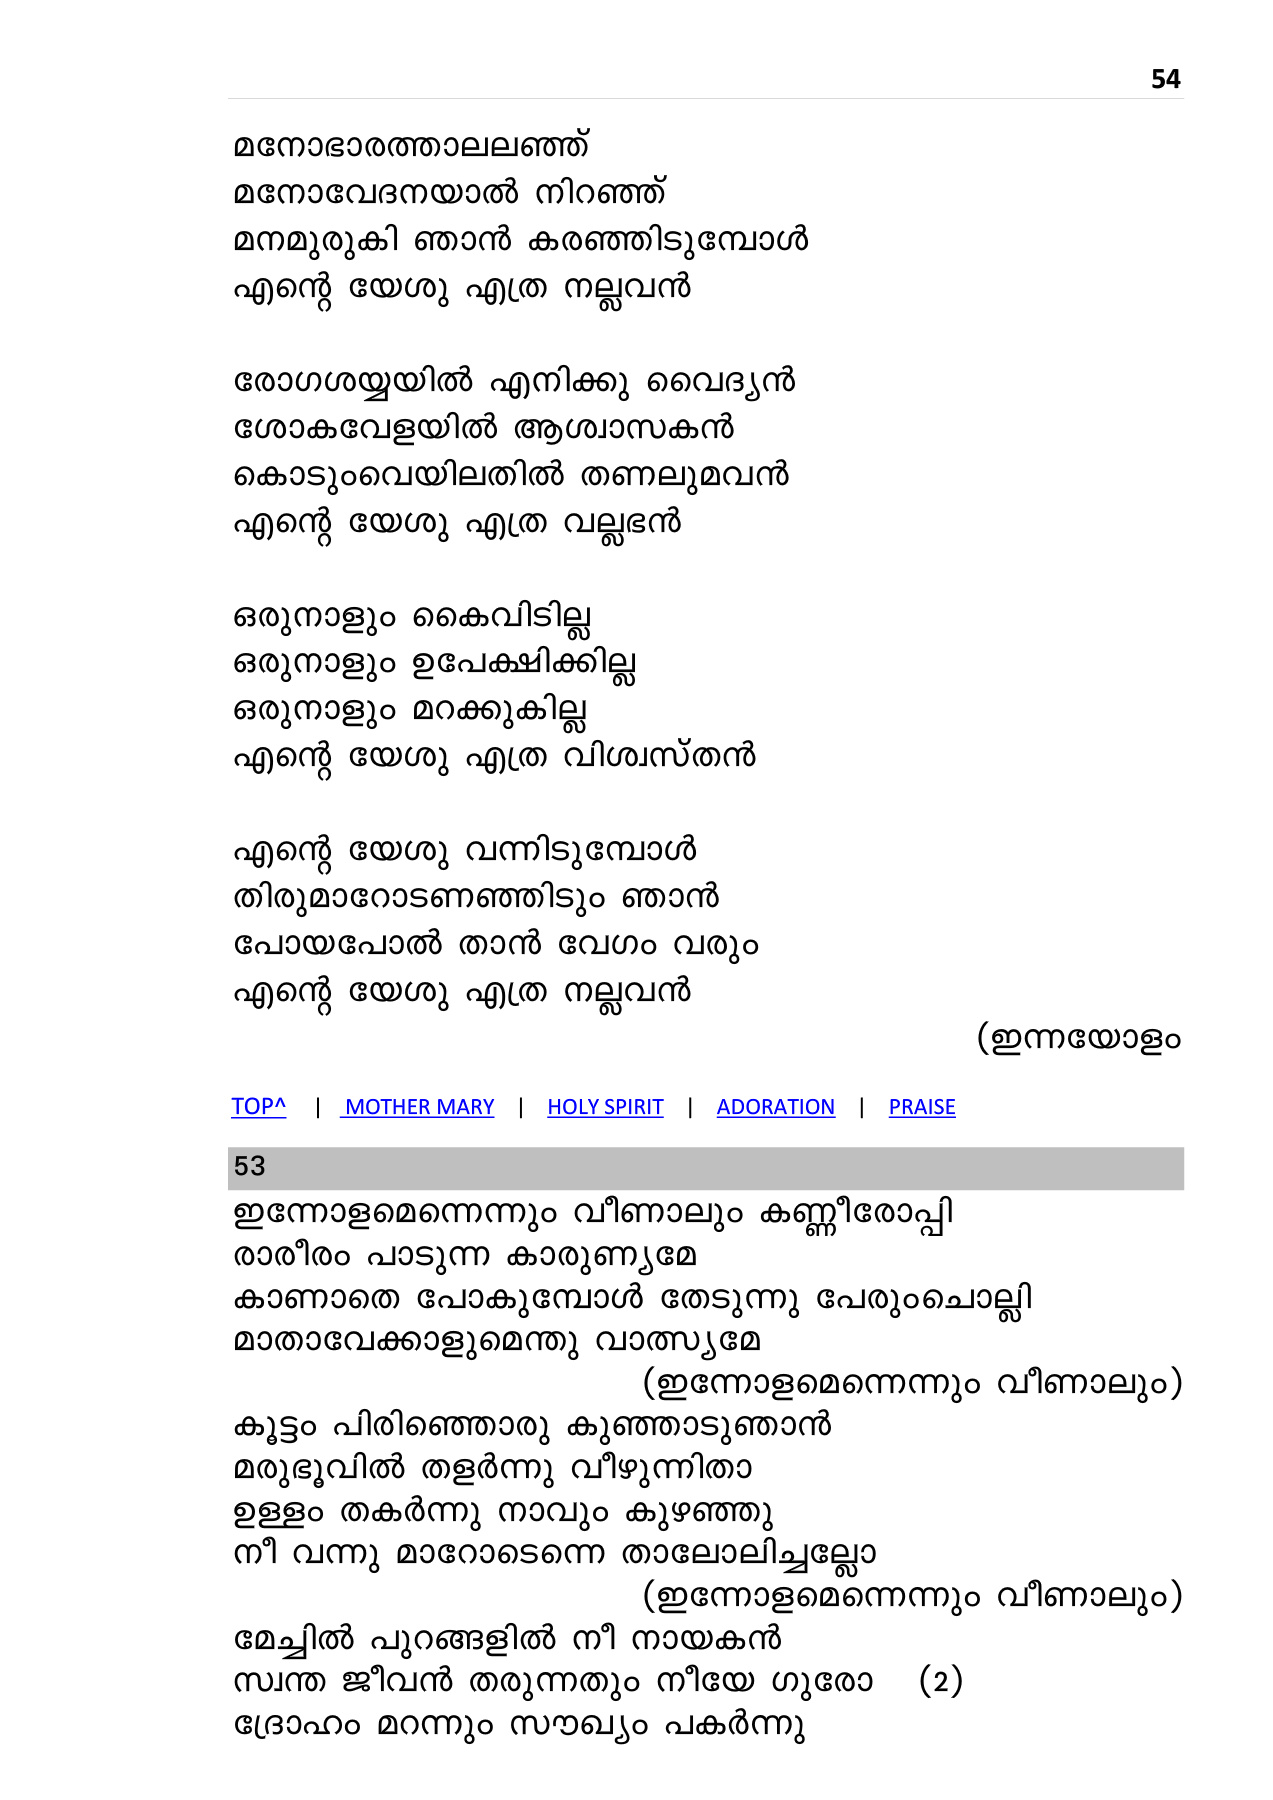 54
മനോഭാരത്താലലഞ്ഞ്
മനോവേദനയാൽ നിറഞ്ഞ്
മനമുരുകി ഞാൻ കരഞ്ഞിടുമ്പോൾ
എന്റെ യേശു എത്ര നല്ലവൻ
രോഗശയ്യയിൽ എനിക്കു വൈദ്യൻ
ശോകവേളയിൽ ആശ്വാസകൻ
കൊടുംവെയിലതിൽ തണലുമവൻ
എന്റെ യേശു എത്ര വല്ലഭൻ
ഒരുനാളും കൈവിടില്ല
ഒരുനാളും ഉപേക്ഷിക്കില്ല
ഒരുനാളും മറക്കുകില്ല
എന്റെ യേശു എത്ര വിശ്വസ്തൻ
എന്റെ യേശു വന്നിടുമ്പോൾ
തിരുമാറോടണഞ്ഞിടും ഞാൻ
പോയപോൽ താൻ വേഗം വരും
എന്റെ യേശു എത്ര നല്ലവൻ
(ഇന്നയോളം
TOP^ | MOTHER MARY | HOLY SPIRIT | ADORATION | PRAISE
53
ഇന്നോളമെന്നെന്നും വീണാലും കണ്ണീരോപ്പി
രാരീരം പാടുന്ന കാരുണ്യമേ
കാണാതെ പോകുമ്പോൾ തേടുന്നു പേരുംചൊല്ലി
മാതാവേക്കാളുമെന്തു വാത്സ്യമേ
(ഇന്നോളമെന്നെന്നും വീണാലും)
കൂട്ടം പിരിഞ്ഞൊരു കുഞ്ഞാടുഞാൻ
മരുഭൂവിൽ തളർന്നു വീഴുന്നിതാ
ഉള്ളം തകർന്നു നാവും കുഴഞ്ഞു
നീ വന്നു മാറോടെന്നെ താലോലിച്ചല്ലോ
(ഇന്നോളമെന്നെന്നും വീണാലും)
മേച്ചിൽ പുറങ്ങളിൽ നീ നായകൻ
സ്വന്ത ജീവൻ തരുന്നതും നീയേ ഗുരോ (2)
ദ്രോഹം മറന്നും സൗഖ്യം പകർന്നു